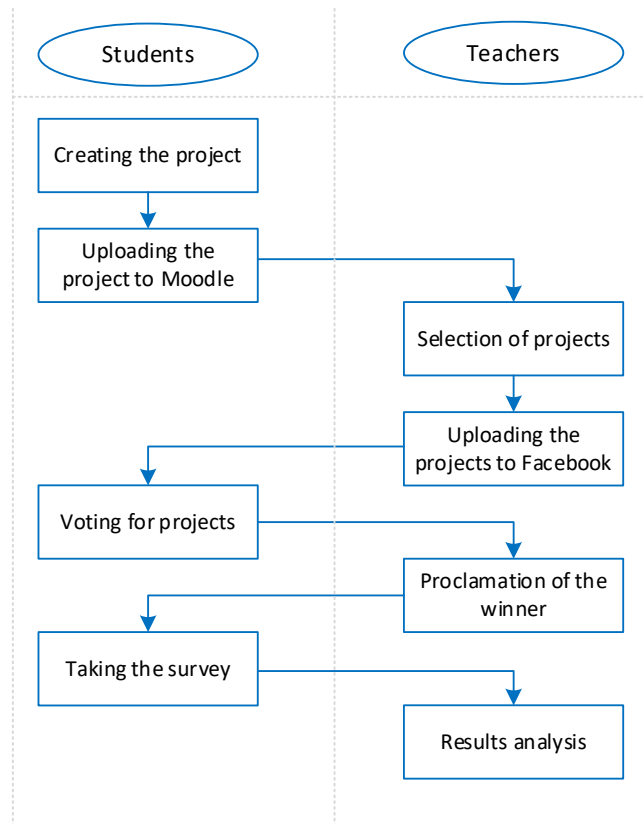 Students
Teachers
Creating the project
Uploading the
project to Moodle
Selection of projects
Uploading the
projects to Facebook
Voting for projects
Proclamation of the
winner
Taking the survey
Results analysis